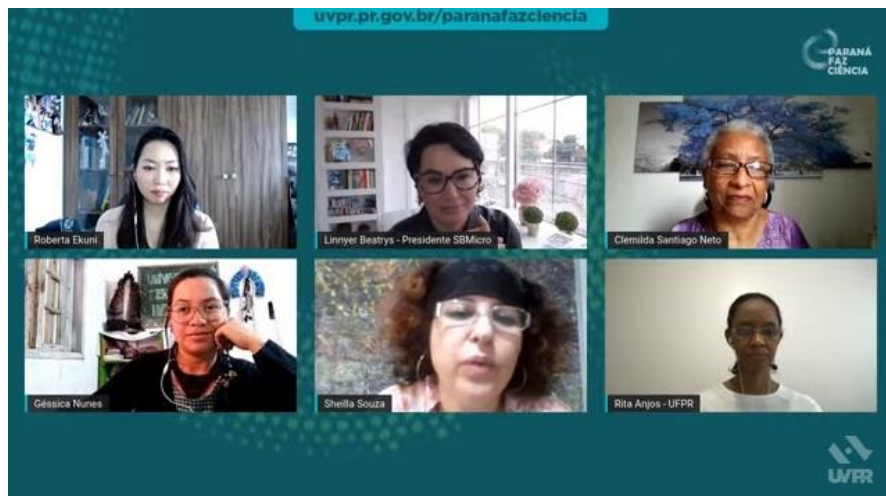 uvpr.pr.gov.br/paranafazciencia
PARANÁ
FAZ
CIÊNCIA
Roberta Ekuni
Linnyer Beatrys - Presidente SBMicro
Clemilda Santiago Neto
Géssica Nunes
Sheilla Souza
Rita Anjos - UFPR
UVPR